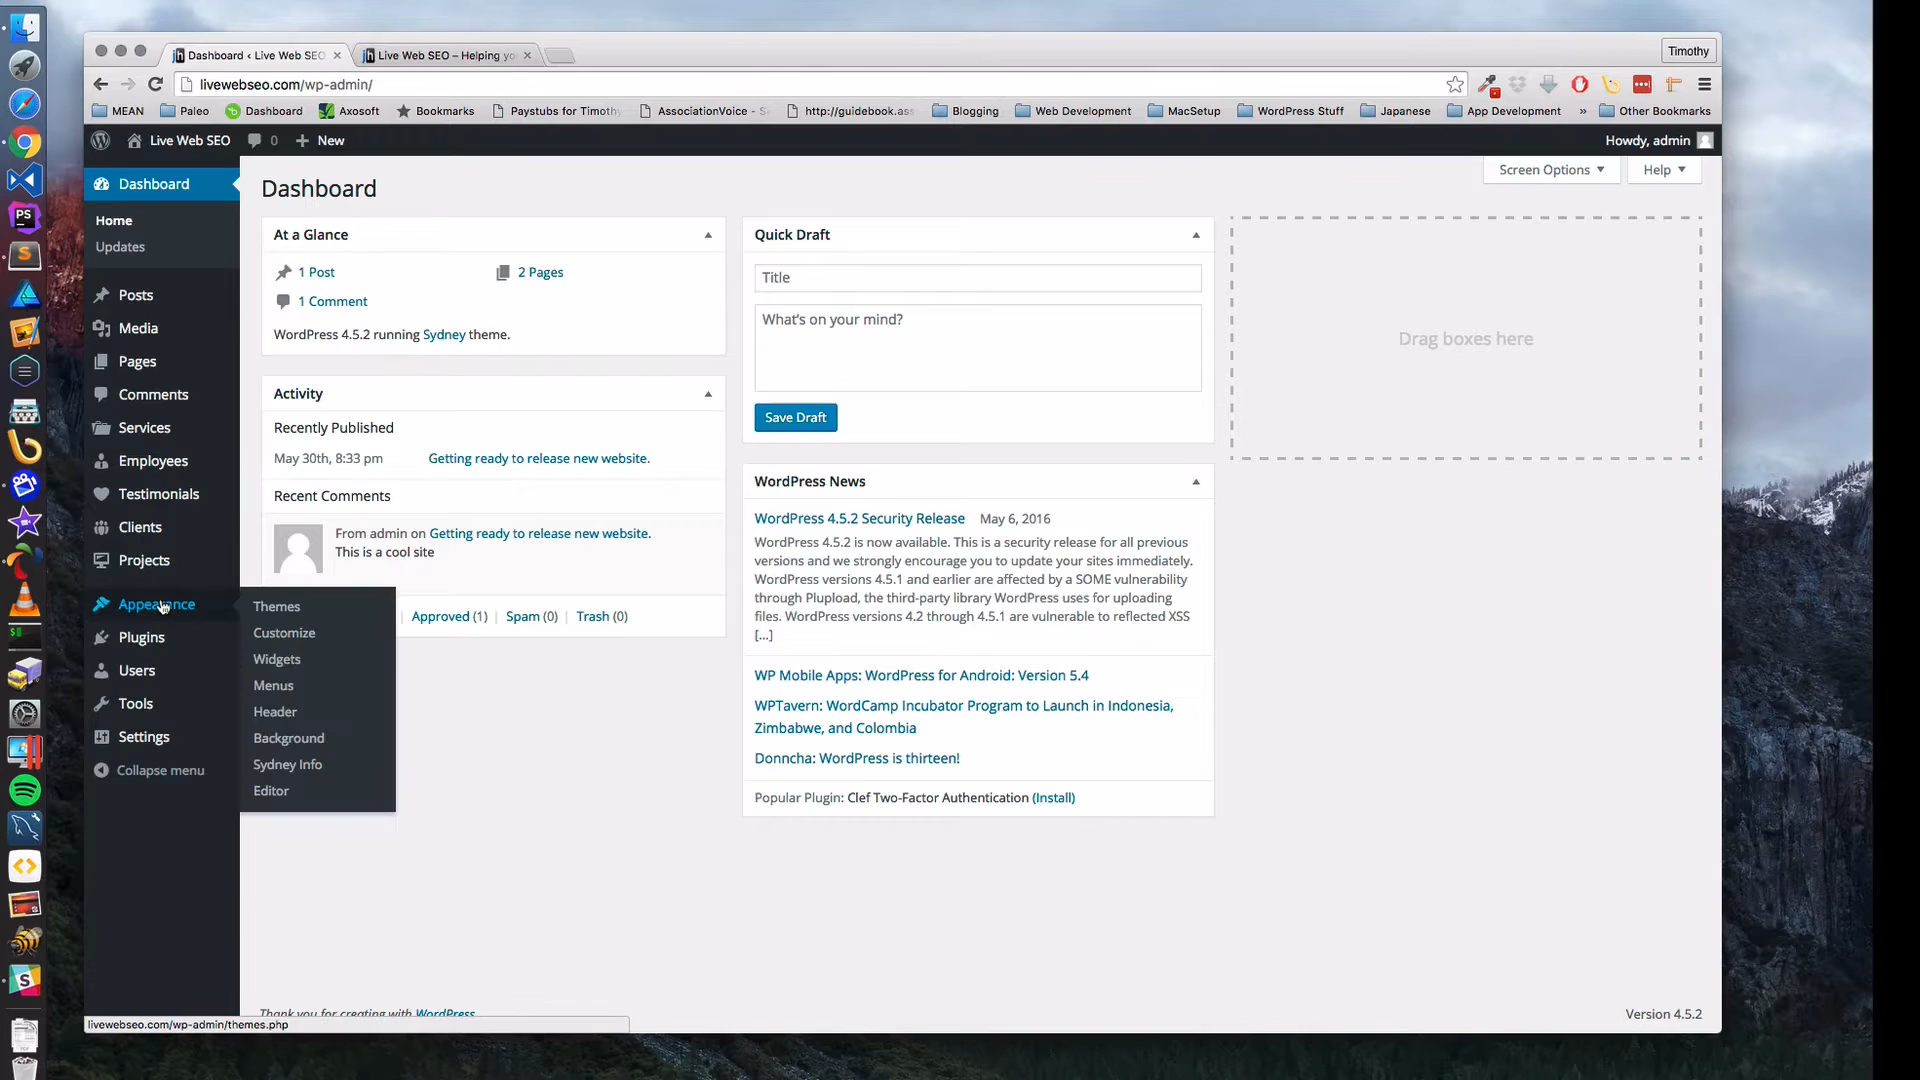 Timothy
Dashboard ‹ Live Web SEO
Live Web SEO – Helping yo
livewebseo.com/wp-admin/
MEAN
Paleo
Dashboard
Axosoft
Bookmarks
Paystubs for Timothy
AssociationVoice - S
http://guidebook.ass
Blogging
Web Development
MacSetup
WordPress Stuff
Japanese
App Development
»
Other Bookmarks
Live Web SEO
0
New
Howdy, admin
Dashboard
Home
Updates
Posts
Media
Pages
Comments
Services
Employees
Testimonials
Clients
Projects
Appearance
Plugins
Users
Tools
Settings
Collapse menu
Themes
Customize
Widgets
Menus
Header
Background
Sydney Info
Editor
Screen Options
Help
Dashboard
At a Glance
1 Post
2 Pages
1 Comment
WordPress 4.5.2 running Sydney theme.
Activity
Recently Published
May 30th, 8:33 pm
Getting ready to release new website.
Recent Comments
From admin on Getting ready to release new website.
This is a cool site
| Approved (1) | Spam (0) | Trash (0)
Quick Draft
Title
What's on your mind?
Save Draft
WordPress News
WordPress 4.5.2 Security Release May 6, 2016
WordPress 4.5.2 is now available. This is a security release for all previous
versions and we strongly encourage you to update your sites immediately.
WordPress versions 4.5.1 and earlier are affected by a SOME vulnerability
through Plupload, the third-party library WordPress uses for uploading
files. WordPress versions 4.2 through 4.5.1 are vulnerable to reflected XSS
[...]
WP Mobile Apps: WordPress for Android: Version 5.4
WPTavern: WordCamp Incubator Program to Launch in Indonesia,
Zimbabwe, and Colombia
Donncha: WordPress is thirteen!
Popular Plugin: Clef Two-Factor Authentication (Install)
Drag boxes here
Thank you for creating with WordPress
Version 4.5.2
livewebseo.com/wp-admin/themes.php
PS